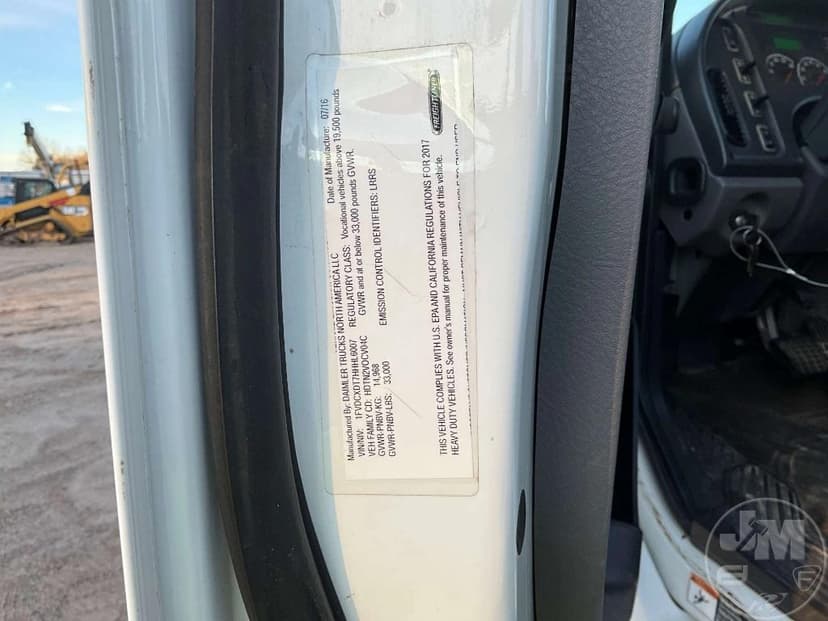 Manufactured By: DAIMLER TRUCKS NORTH AMERICA LLC
Date of Manufacture: 07/16
VIN/NIV: 1FVDCXDT7HHHL6007
REGULATORY CLASS: Vocational vehicles above 19,500 pounds
VEH FAMILY CD: HDTN2VOCV04C
GVWR and at or below 33,000 pounds GVWR.
GVWR-PNBV-KG: 14,968
GVWR-PNBV-LBS: 33,000
EMISSION CONTROL IDENTIFIERS: LRRS
FREIGHTLINER
THIS VEHICLE COMPLIES WITH U.S. EPA AND CALIFORNIA REGULATIONS FOR 2017
HEAVY DUTY VEHICLES. See owner's manual for proper maintenance of this vehicle.
JM